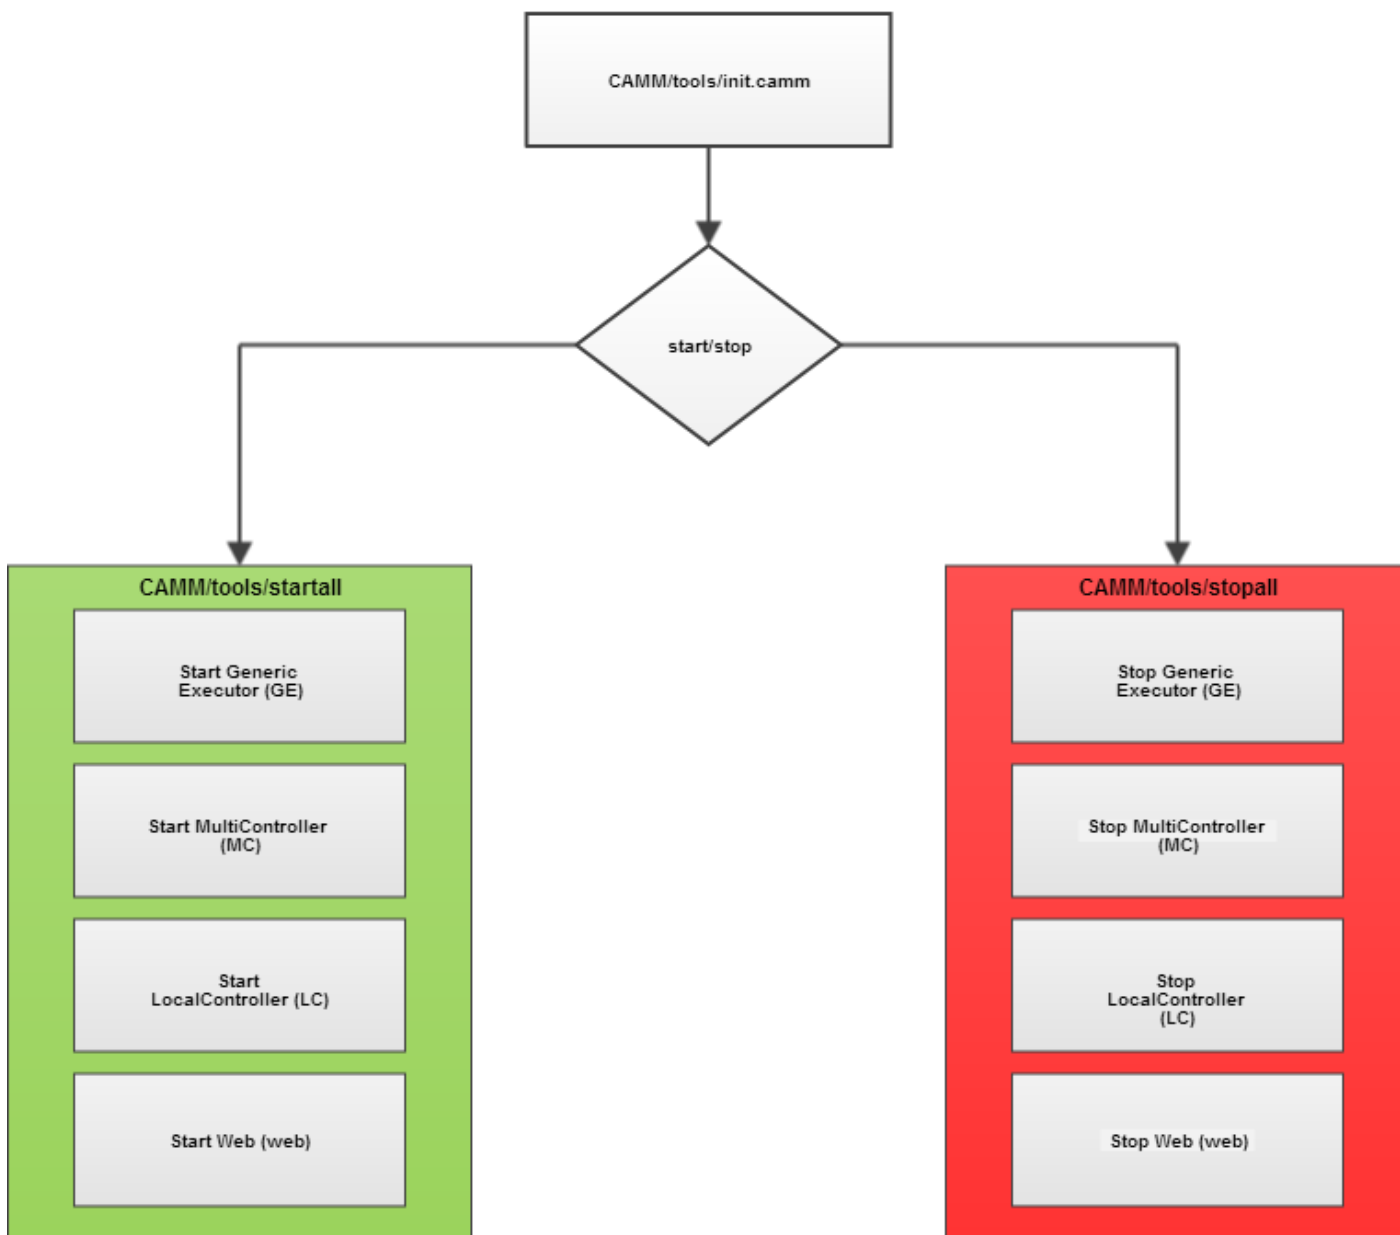 CAMM/tools/init.camm
start/stop
CAMM/tools/startall
Start Generic
Executor (GE)
Start MultiController
(MC)
Start
LocalController (LC)
Start Web (web)
CAMM/tools/stopall
Stop Generic
Executor (GE)
Stop MultiController
(MC)
Stop
LocalController
(LC)
Stop Web (web)